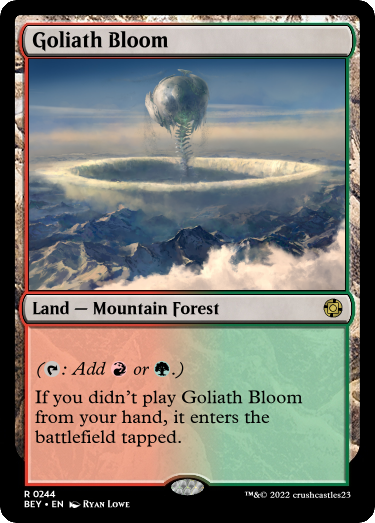 Goliath Bloom
Land — Mountain Forest
(: Add or .)
If you didn't play Goliath Bloom
from your hand, it enters the
battlefield tapped.
R 0244
BEY • EN Ryan Lowe
™&© 2022 crushcastles23